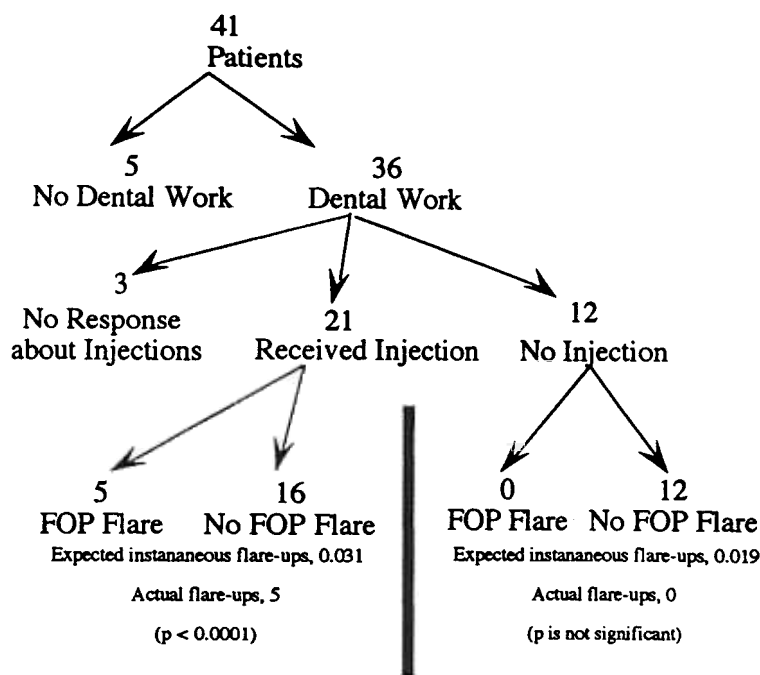 41
Patients
5
No Dental Work
36
Dental Work
3
No Response
about Injections
21
Received Injection
12
No Injection
5
FOP Flare
16
No FOP Flare
0
FOP Flare
12
No FOP Flare
Expected instananeous flare-ups, 0.031
Actual flare-ups, 5
(p < 0.0001)
Expected instananeous flare-ups, 0.019
Actual flare-ups, 0
(p is not significant)